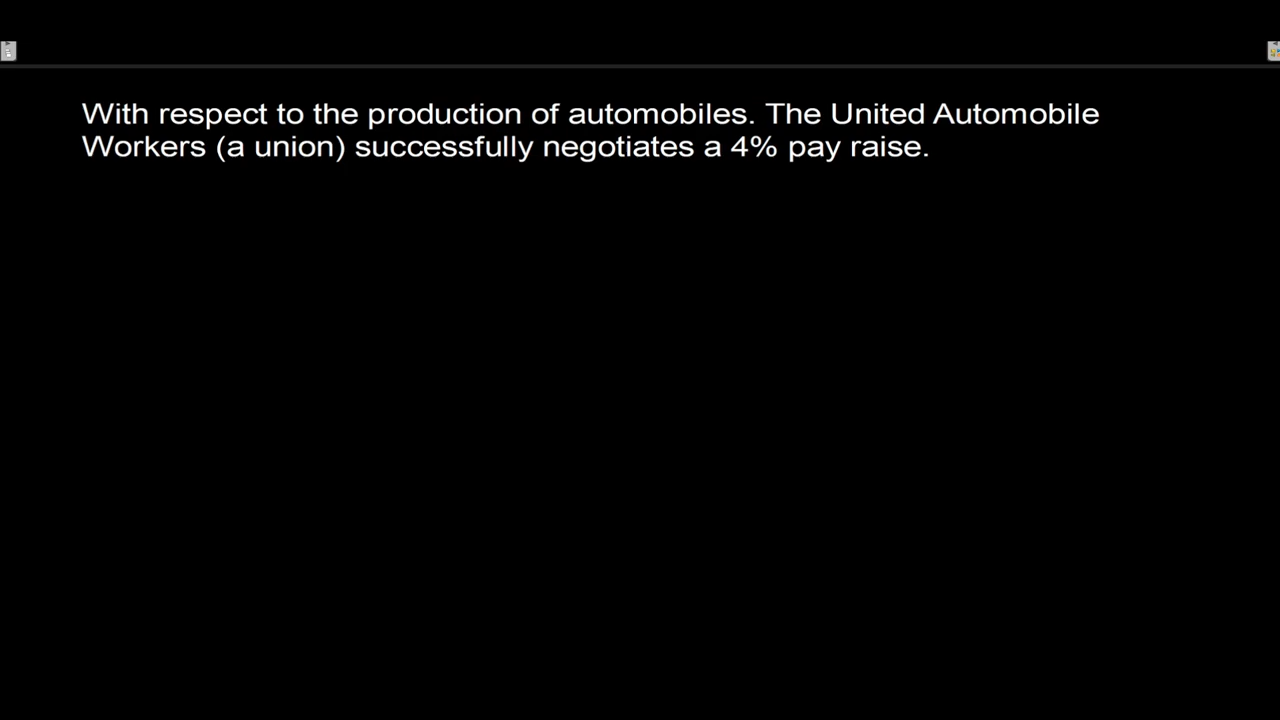 With respect to the production of automobiles. The United Automobile
Workers (a union) successfully negotiates a 4% pay raise.